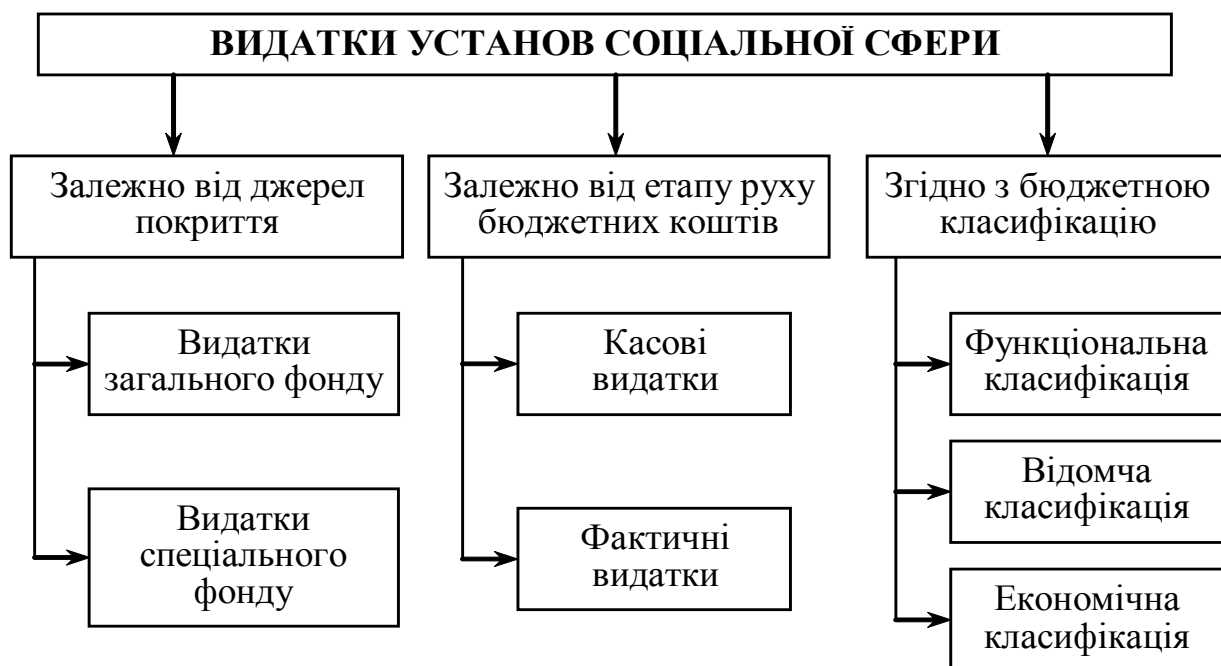 ВИДАТКИ УСТАНОВ СОЦІАЛЬНОЇ СФЕРИ
Залежно від джерел
покриття
Видатки
загального фонду
Видатки
спеціального
фонду
Залежно від етапу руху
бюджетних коштів
Касові
видатки
Фактичні
видатки
Згідно з бюджетною
класифікацію
Функціональна
класифікація
Відомча
класифікація
Економічна
класифікація